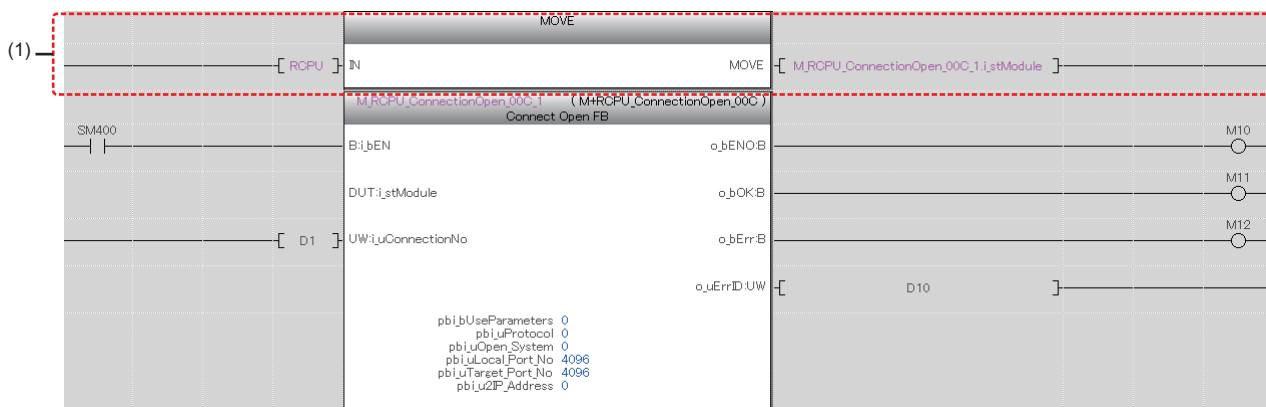 MOVE
(1)
[ RCPU ] IN MOVE [ M_RCPU_ConnectionOpen_00C_1.i_stModule ]
M_RCPU_ConnectionOpen_00C_1 ( M+RCPU_ConnectionOpen_00C )
Connect Open FB
SM400 M10
B:i_bEN o_bENO:B
M11
DUT:i_stModule o_bOK:B
M12
[ D1 ] UW:i_uConnectionNo o_bErr:B
o_uErrID:UW [ D10 ]
pbi_bUseParameters 0
pbi_uProtocol 0
pbi_uOpen_System 0
pbi_uLocal_Port_No 4096
pbi_uTarget_Port_No 4096
pbi_u2IP_Address 0